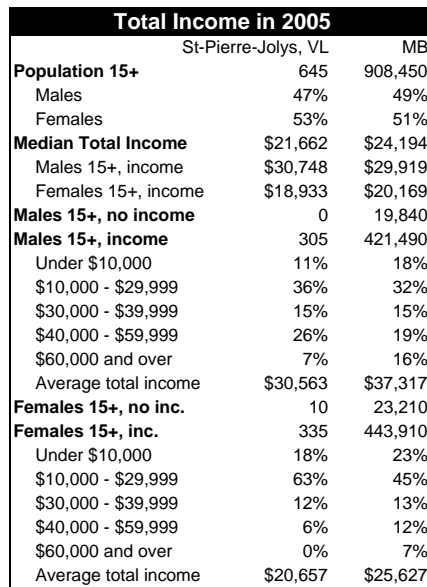 Total Income in 2005
St-Pierre-Jolys, VL MB
Population 15+ 645 908,450
Males 47% 49%
Females 53% 51%
Median Total Income $21,662 $24,194
Males 15+, income $30,748 $29,919
Females 15+, income $18,933 $20,169
Males 15+, no income 0 19,840
Males 15+, income 305 421,490
Under $10,000 11% 18%
$10,000 - $29,999 36% 32%
$30,000 - $39,999 15% 15%
$40,000 - $59,999 26% 19%
$60,000 and over 7% 16%
Average total income $30,563 $37,317
Females 15+, no inc. 10 23,210
Females 15+, inc. 335 443,910
Under $10,000 18% 23%
$10,000 - $29,999 63% 45%
$30,000 - $39,999 12% 13%
$40,000 - $59,999 6% 12%
$60,000 and over 0% 7%
Average total income $20,657 $25,627